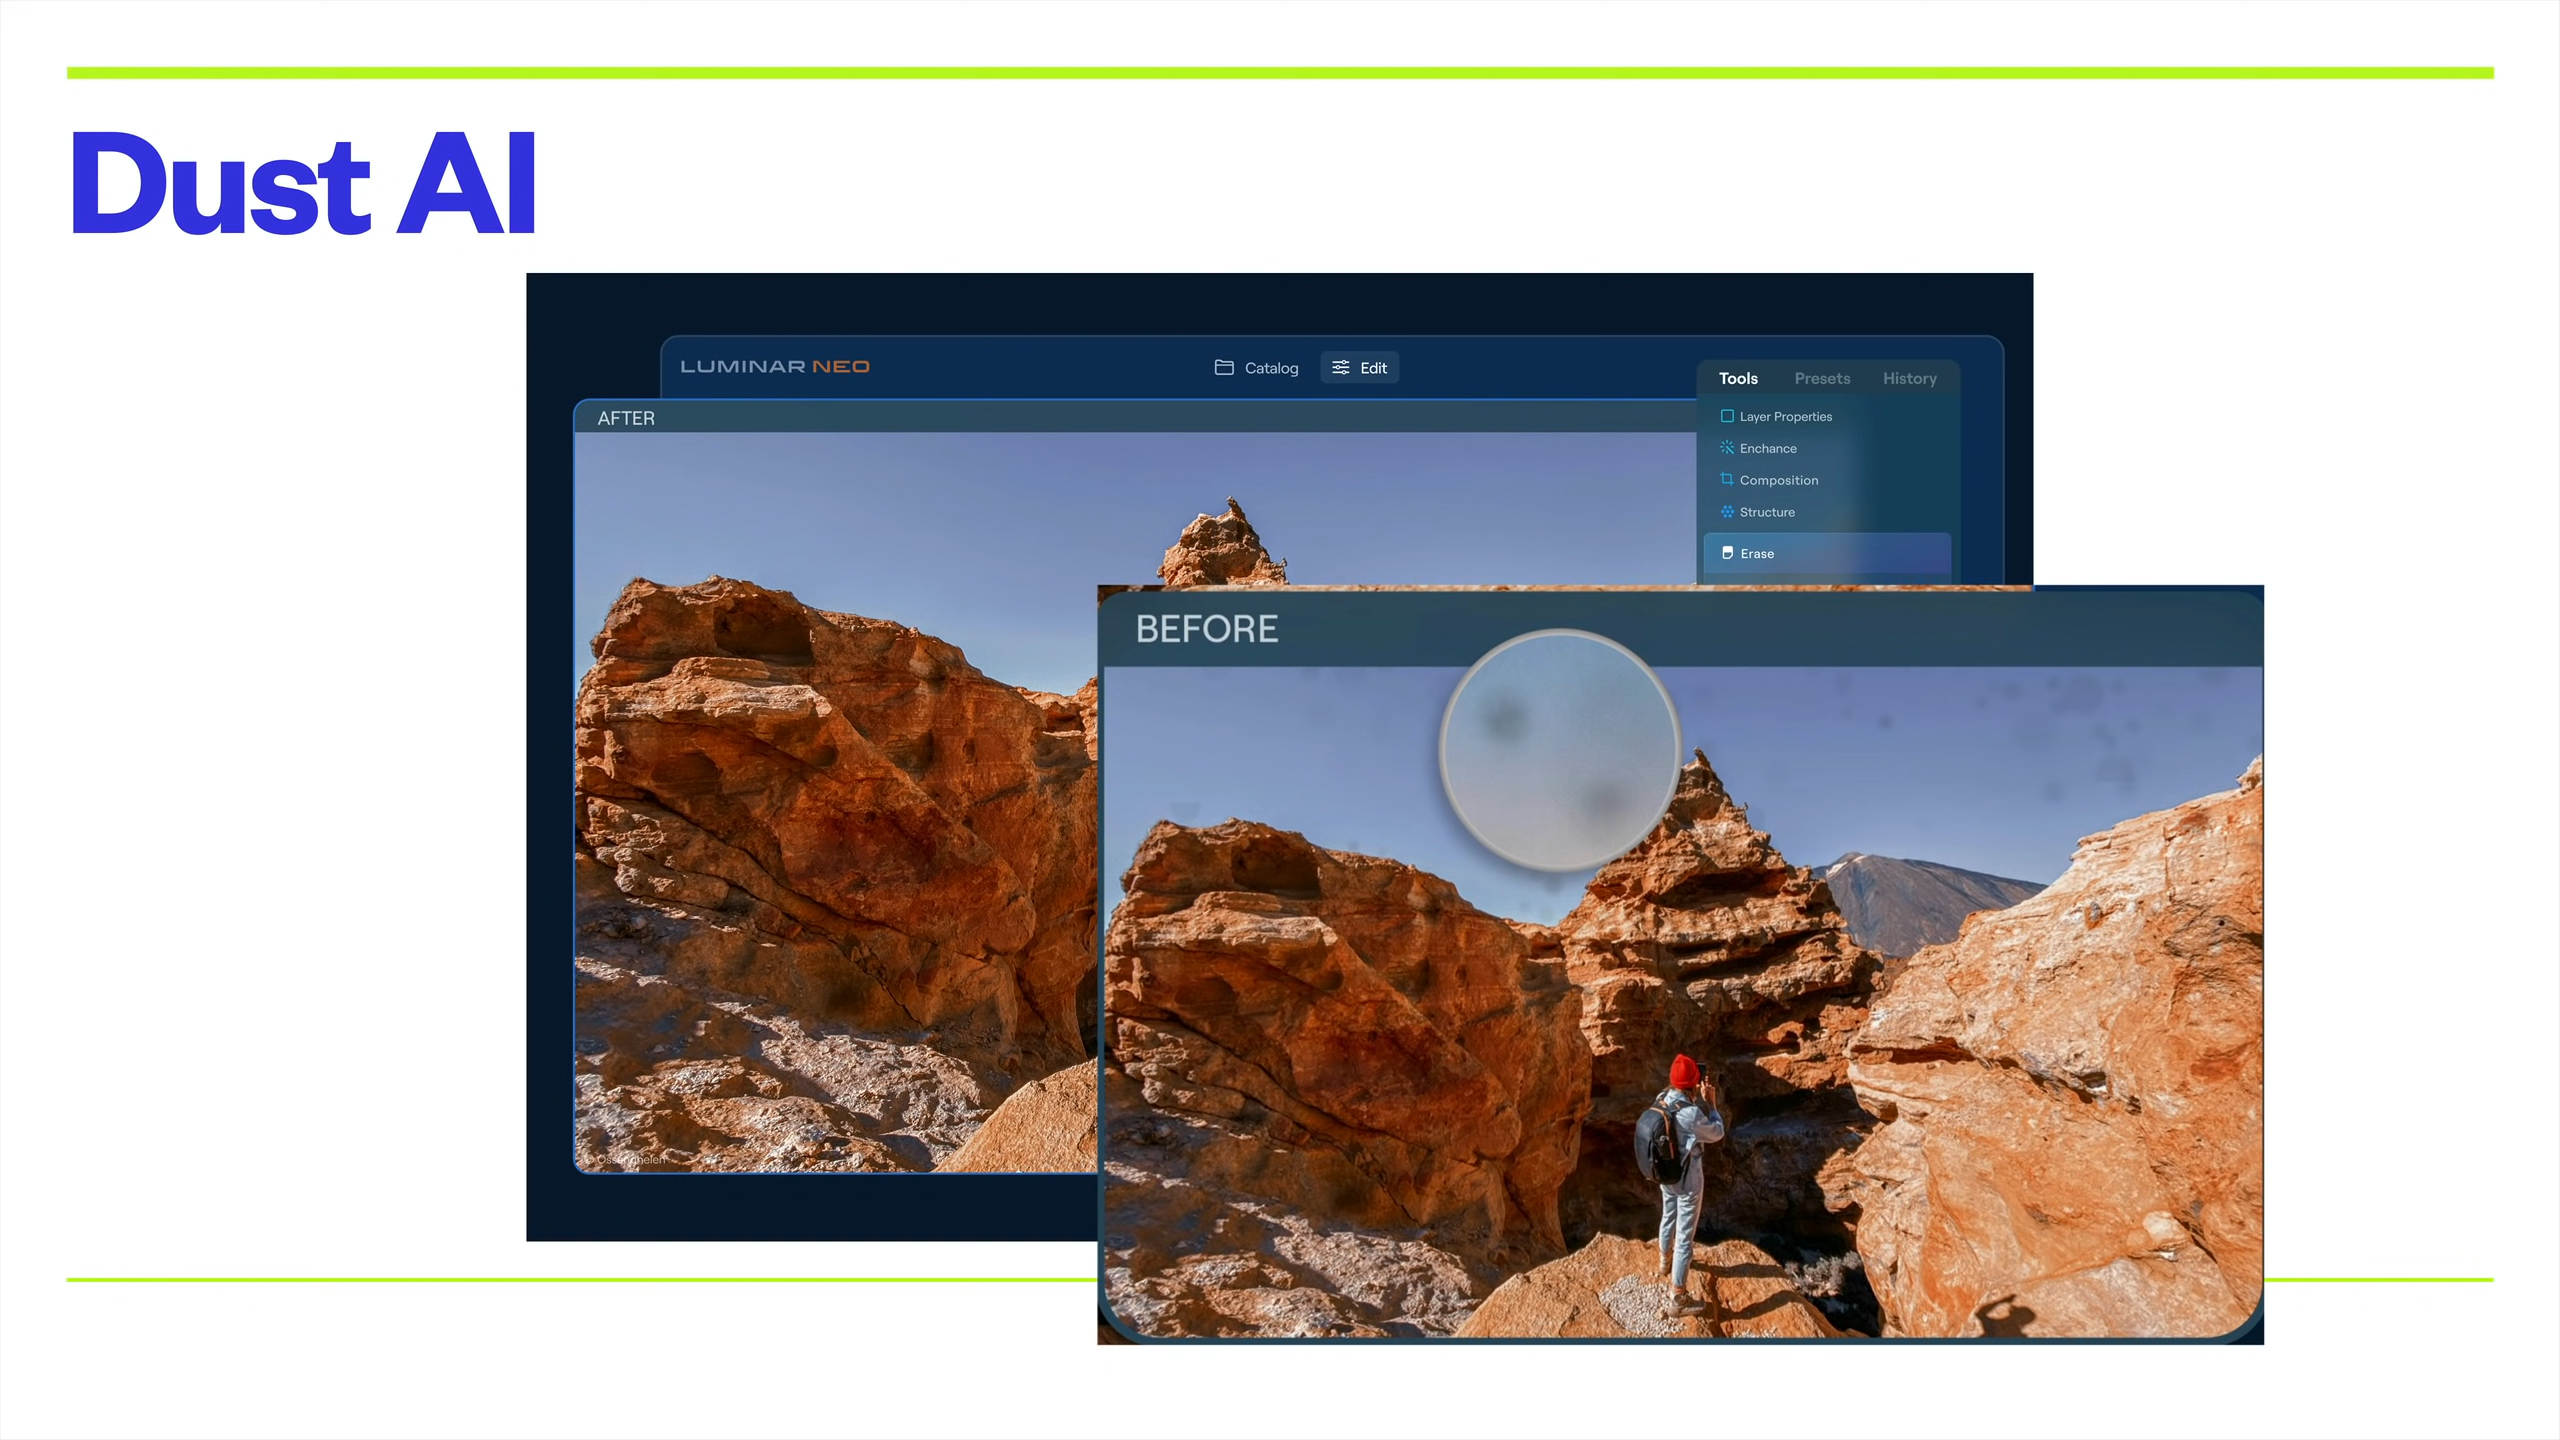 Dust AI
LUMINAR NEO
Catalog
Edit
Tools
Presets
History
AFTER
Layer Properties
Enchance
Composition
Structure
Erase
BEFORE